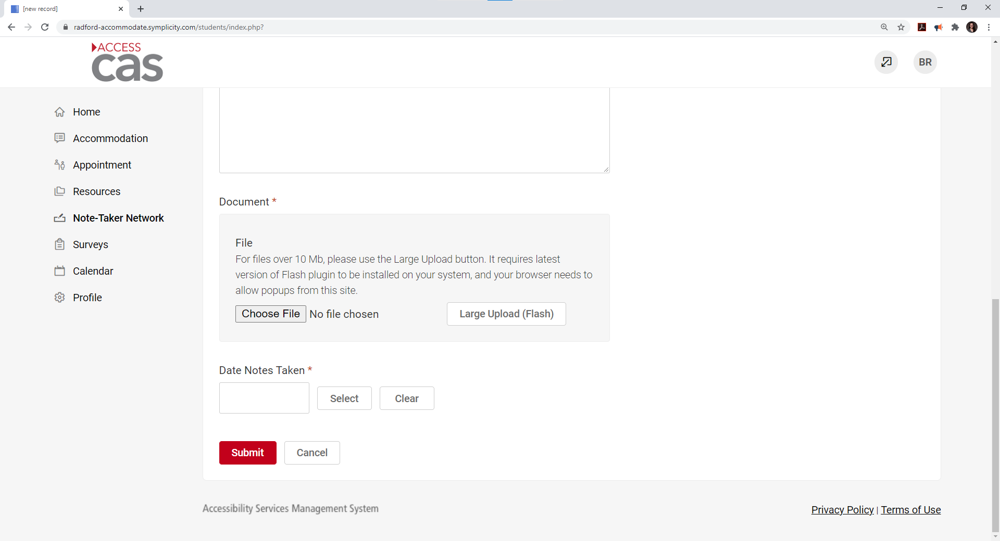 [new record]
radford-accommodate.symplicity.com/students/index.php?
ACCESS
cas
BR
Home
Accommodation
Appointment
Resources
Note-Taker Network
Surveys
Calendar
Profile
Document *
File
For files over 10 Mb, please use the Large Upload button. It requires latest
version of Flash plugin to be installed on your system, and your browser needs to
allow popups from this site.
Choose File No file chosen Large Upload (Flash)
Date Notes Taken *
Select Clear
Submit Cancel
Accessibility Services Management System
Privacy Policy | Terms of Use